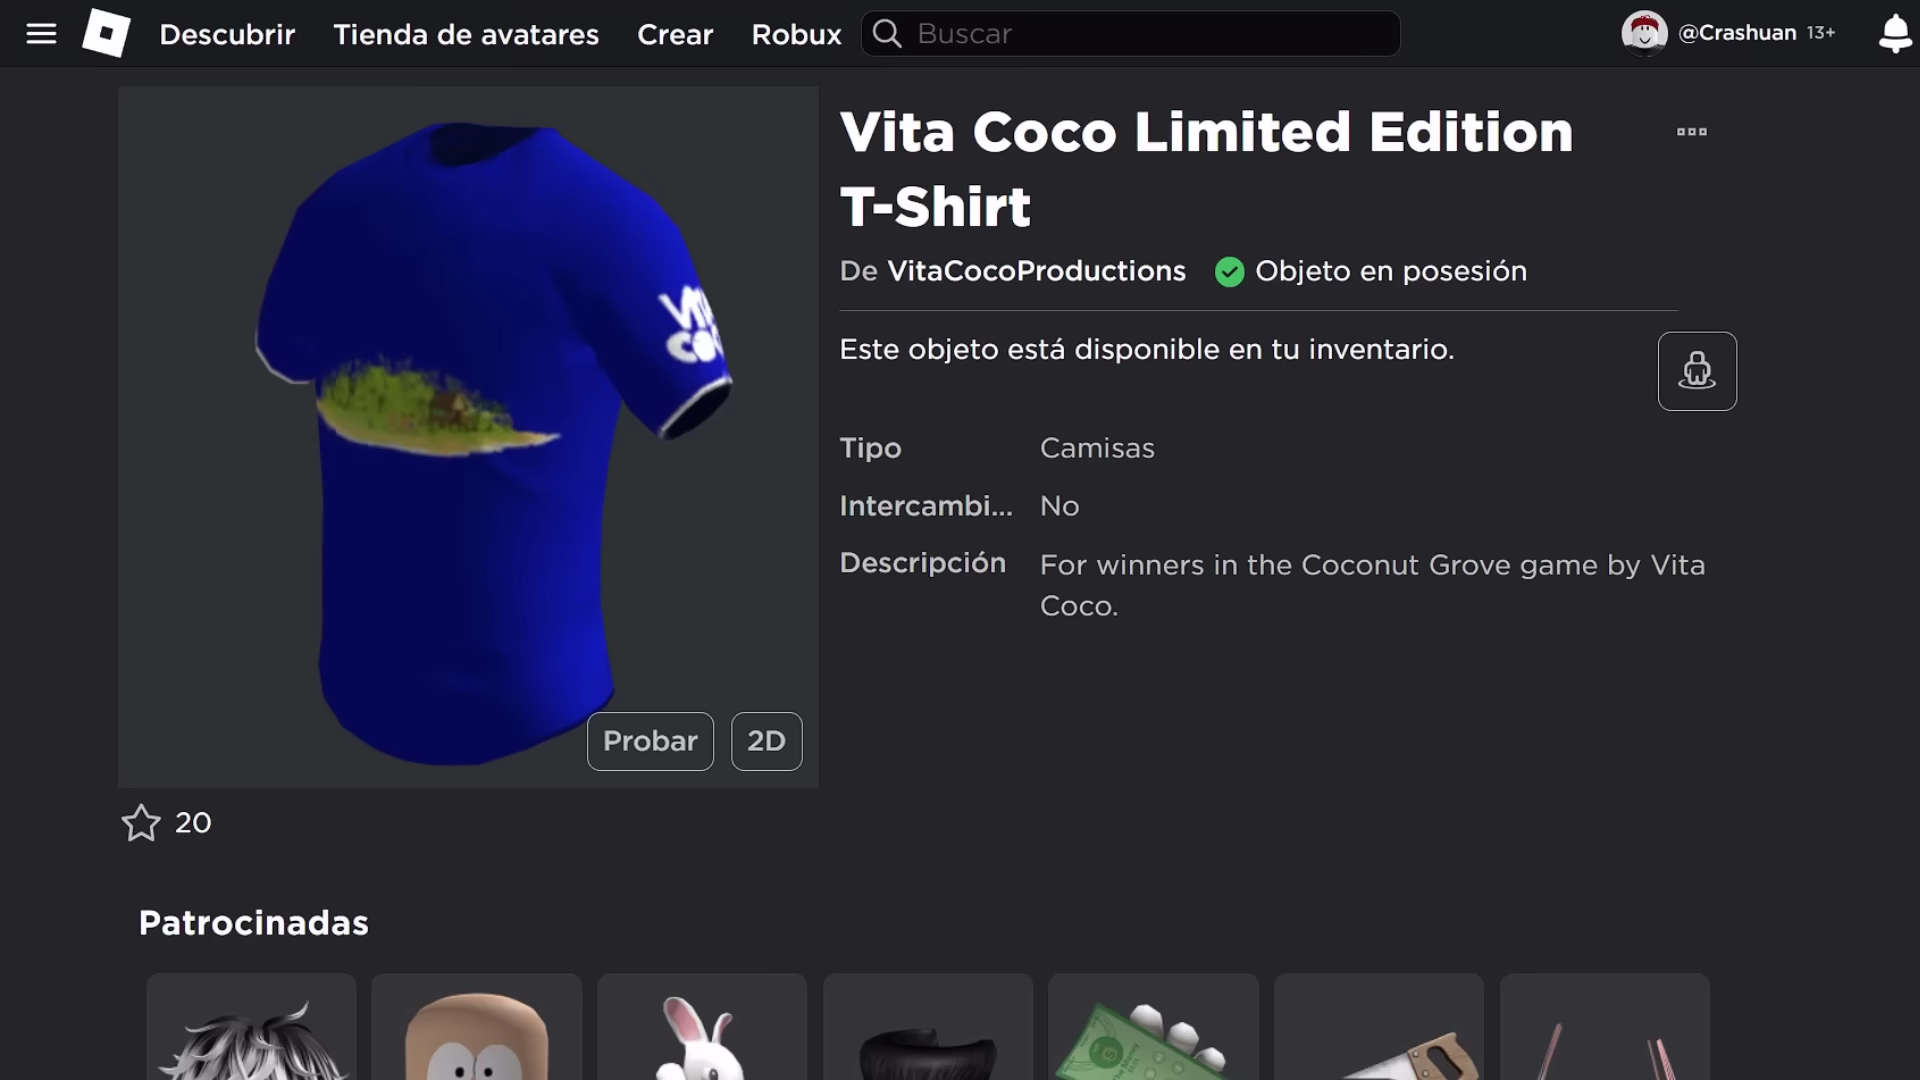 Descubrir
Tienda de avatares
Crear
Robux
Buscar
@Crashuan 13+
Vita Coco Limited Edition
T-Shirt
De VitaCocoProductions
Objeto en posesión
Este objeto está disponible en tu inventario.
Tipo
Camisas
Intercambi...
No
Descripción
For winners in the Coconut Grove game by Vita
Coco.
Probar
2D
20
Patrocinadas